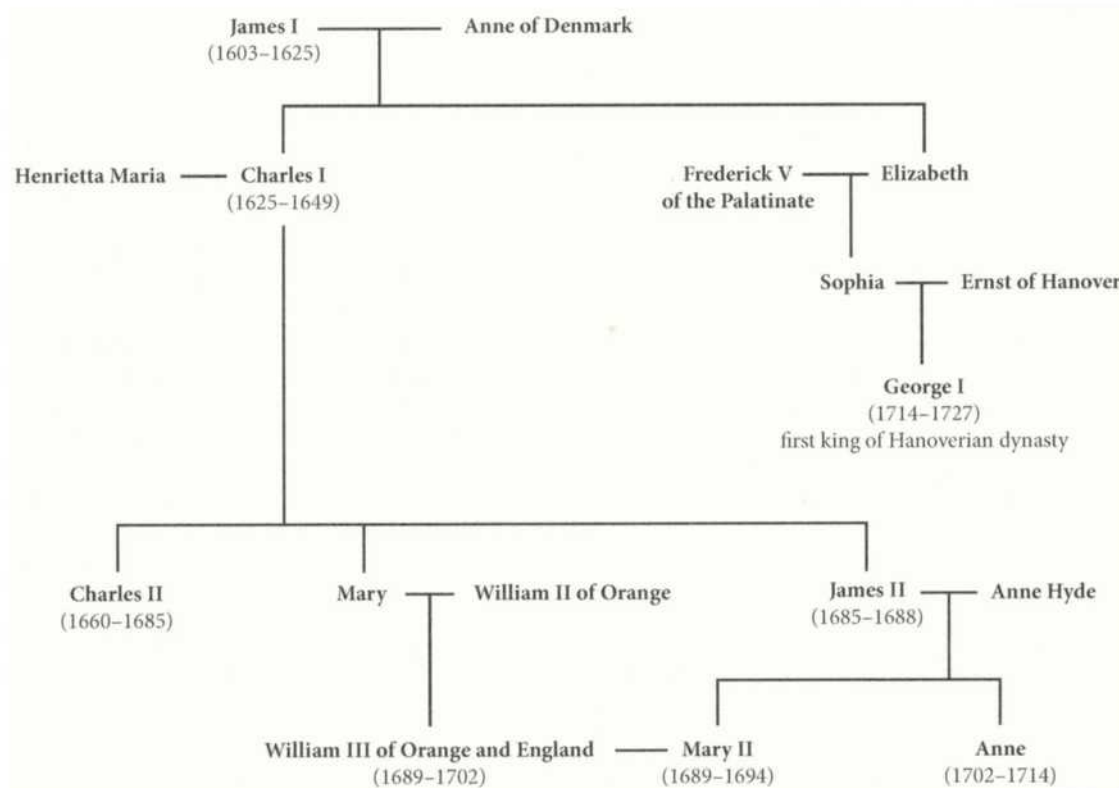 James I
Anne of Denmark
(1603–1625)
Henrietta Maria
Charles I
(1625–1649)
Frederick V
of the Palatinate
Elizabeth
Sophia
Ernst of Hanover
George I
(1714–1727)
first king of Hanoverian dynasty
Charles II
(1660–1685)
Mary
William II of Orange
James II
(1685–1688)
Anne Hyde
William III of Orange and England
(1689–1702)
Mary II
(1689–1694)
Anne
(1702–1714)